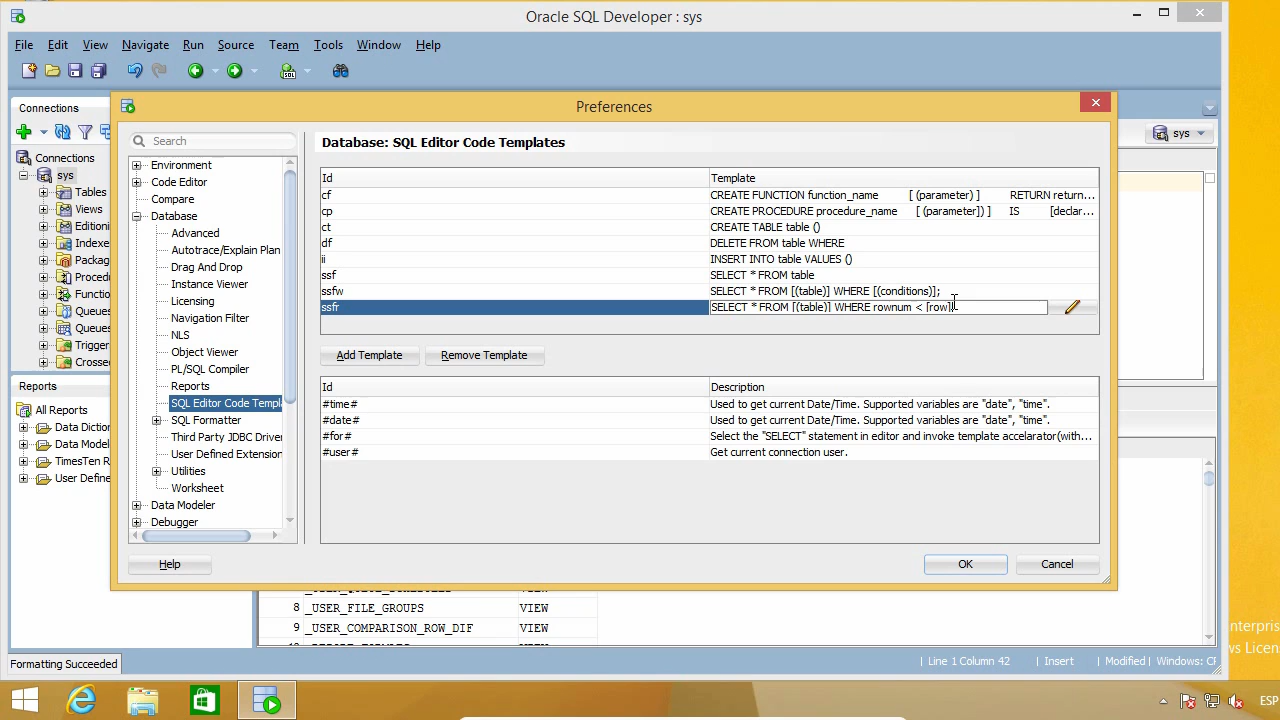 Oracle SQL Developer : sys
File Edit View Navigate Run Source Team Tools Window Help
Connections
sys
Connections
sys
Tables
Views
Editioni
Indexe
Packag
Procedu
Functio
Queues
Queues
Trigger
Crosse
Reports
All Reports
Data Diction
Data Model
TimesTen R
User Define
Preferences
Search
Environment
Code Editor
Compare
Database
Advanced
Autotrace/Explain Plan
Drag And Drop
Instance Viewer
Licensing
Navigation Filter
NLS
Object Viewer
PL/SQL Compiler
Reports
SQL Editor Code Templ
SQL Formatter
Third Party JDBC Driver
User Defined Extension
Utilities
Worksheet
Data Modeler
Debugger
Database: SQL Editor Code Templates
Id Template
cf CREATE FUNCTION function_name [ (parameter) ] RETURN return...
cp CREATE PROCEDURE procedure_name [ (parameter]) ] IS [declar...
ct CREATE TABLE table ()
df DELETE FROM table WHERE
ii INSERT INTO table VALUES ()
ssf SELECT * FROM table
ssfw SELECT * FROM [(table)] WHERE [(conditions)];
ssfr SELECT * FROM [(table)] WHERE rownum < [row]
Add Template Remove Template
Id Description
#time# Used to get current Date/Time. Supported variables are "date", "time".
#date# Used to get current Date/Time. Supported variables are "date", "time".
#for# Select the "SELECT" statement in editor and invoke template accelarator(with...
#user# Get current connection user.
Help OK Cancel
8 _USER_FILE_GROUPS VIEW
9 _USER_COMPARISON_ROW_DIF VIEW
Formatting Succeeded
Line 1 Column 42 Insert Modified Windows: CF
nterpris
ws Licen
ESP